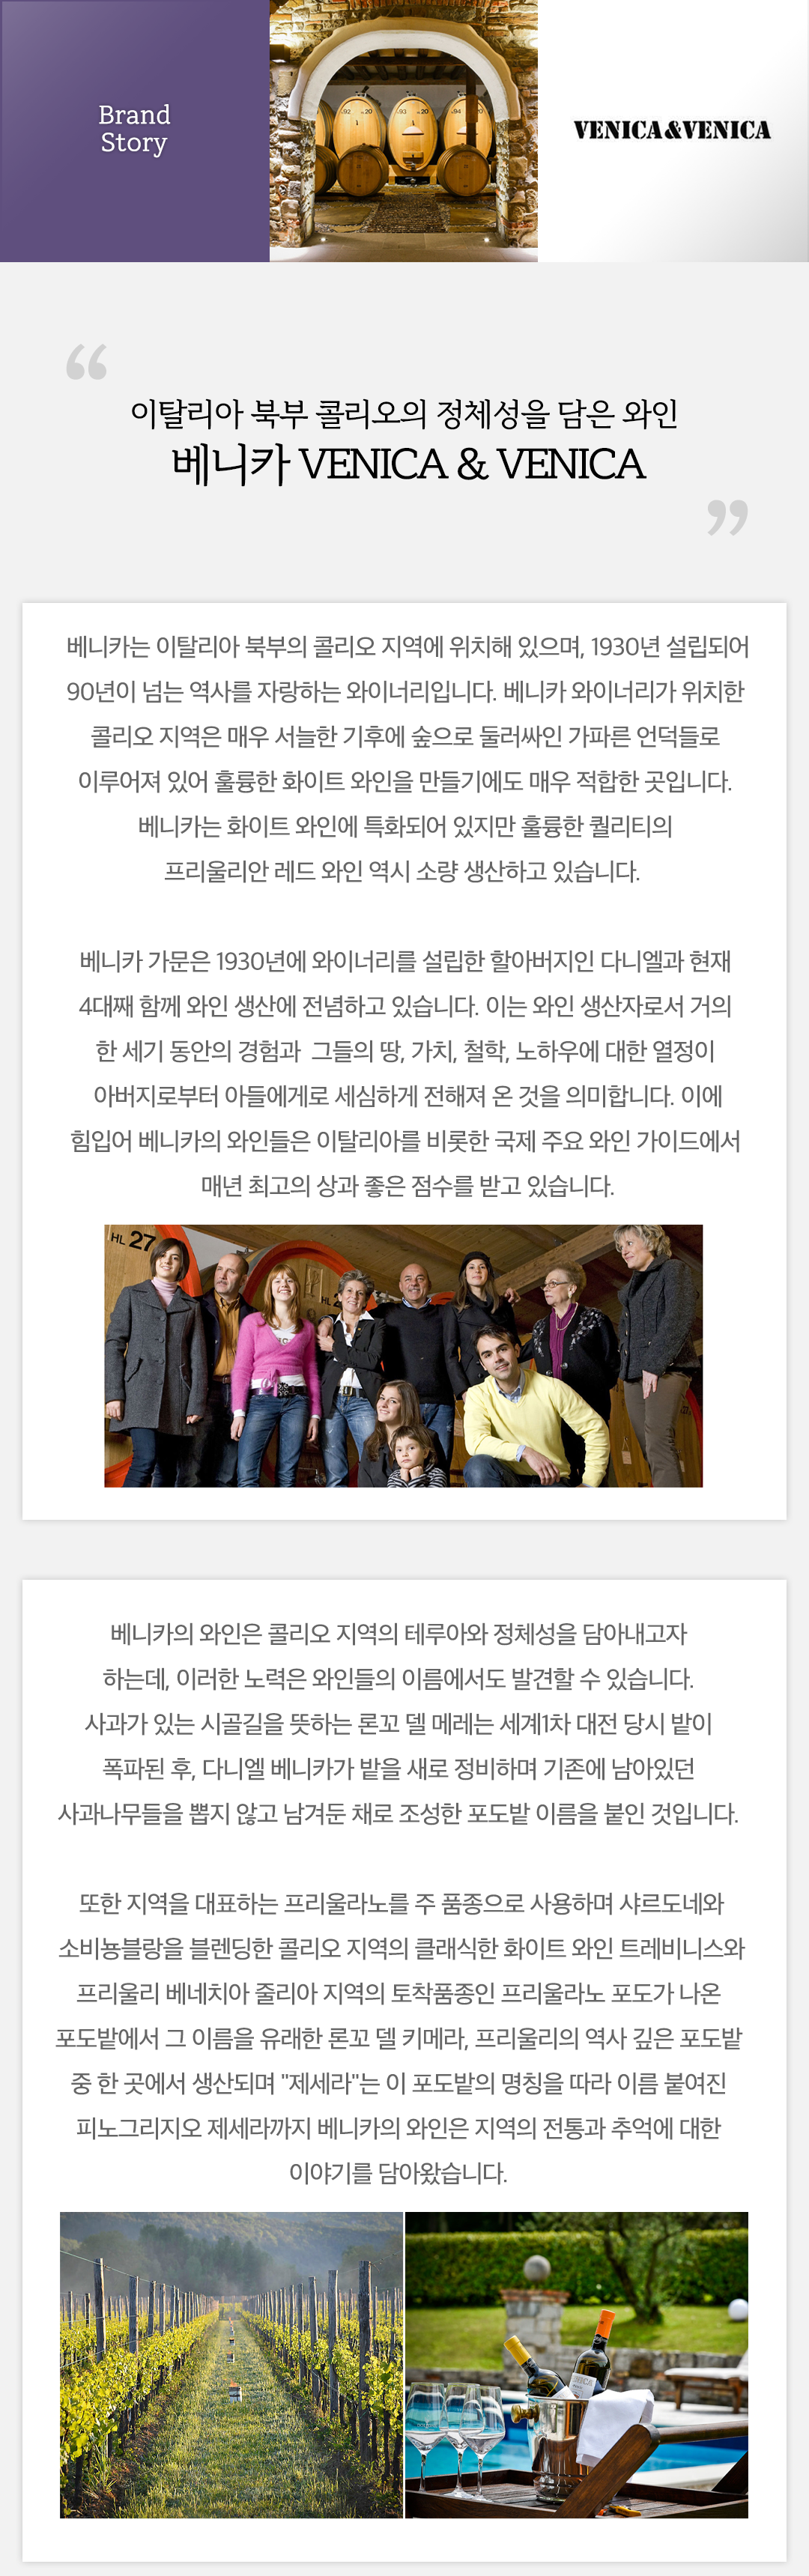 Brand
Story
92 20
93 20
94 20
VENICA&VENICA
“
이탈리아 북부 콜리오의 정체성을 담은 와인
베니카 VENICA & VENICA
”
베니카는 이탈리아 북부의 콜리오 지역에 위치해 있으며, 1930년 설립되어
90년이 넘는 역사를 자랑하는 와이너리입니다. 베니카 와이너리가 위치한
콜리오 지역은 매우 서늘한 기후에 숲으로 둘러싸인 가파른 언덕들로
이루어져 있어 훌륭한 화이트 와인을 만들기에도 매우 적합한 곳입니다.
베니카는 화이트 와인에 특화되어 있지만 훌륭한 퀄리티의
프리울리안 레드 와인 역시 소량 생산하고 있습니다.
베니카 가문은 1930년에 와이너리를 설립한 할아버지인 다니엘과 현재
4대째 함께 와인 생산에 전념하고 있습니다. 이는 와인 생산자로서 거의
한 세기 동안의 경험과 그들의 땅, 가치, 철학, 노하우에 대한 열정이
아버지로부터 아들에게로 세심하게 전해져 온 것을 의미합니다. 이에
힘입어 베니카의 와인들은 이탈리아를 비롯한 국제 주요 와인 가이드에서
매년 최고의 상과 좋은 점수를 받고 있습니다.
HL 27
HL
베니카의 와인은 콜리오 지역의 테루아와 정체성을 담아내고자
하는데, 이러한 노력은 와인들의 이름에서도 발견할 수 있습니다.
사과가 있는 시골길을 뜻하는 론꼬 델 메레는 세계1차 대전 당시 밭이
폭파된 후, 다니엘 베니카가 밭을 새로 정비하며 기존에 남아있던
사과나무들을 뽑지 않고 남겨둔 채로 조성한 포도밭 이름을 붙인 것입니다.
또한 지역을 대표하는 프리울라노를 주 품종으로 사용하며 샤르도네와
소비뇽블랑을 블렌딩한 콜리오 지역의 클래식한 화이트 와인 트레비니스와
프리울리 베네치아 줄리아 지역의 토착품종인 프리울라노 포도가 나온
포도밭에서 그 이름을 유래한 론꼬 델 키메라, 프리울리의 역사 깊은 포도밭
중 한 곳에서 생산되며 "제세라"는 이 포도밭의 명칭을 따라 이름 붙여진
피노그리지오 제세라까지 베니카의 와인은 지역의 전통과 추억에 대한
이야기를 담아왔습니다.